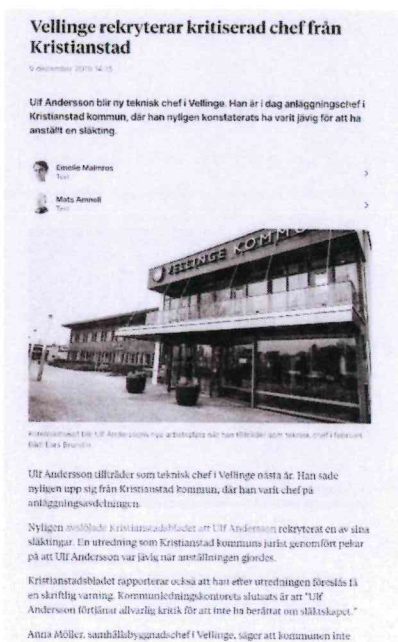 Vellinge rekryterar kritiserad chef från
Kristianstad
Ulf Andersson blir ny teknisk chef i Vellinge. Han är i dag anläggningschef i
Kristianstad kommun, där han nyligen konstaterats ha varit jävig för att ha
anställt en släkting.
Emelie Malmros
Text
Mats Amnell
Text
VELLINGE KOMMU
Ulf Andersson tillträder som teknisk chef i Vellinge nästa år. Han sade
nyligen upp sig från Kristianstad kommun, där han varit chef på
anläggningsavdelningen.
Nyligen avslöjade Kristianstadsbladet att Ulf Andersson rekryterat en av sina
släktingar. En utredning som Kristianstad kommuns jurist genomfört pekar
på att Ulf Andersson var jävig när anställningen gjordes.
Kristianstadsbladet rapporterar också att han efter utredningen föreslås få
en skriftlig varning. Kommunledningskontorets slutsats är att "Ulf
Andersson förtjänar allvarlig kritik för att inte ha berättat om släktskapet."
Anna Möller, samhällsbyggnadschef i Vellinge, säger att kommunen inte